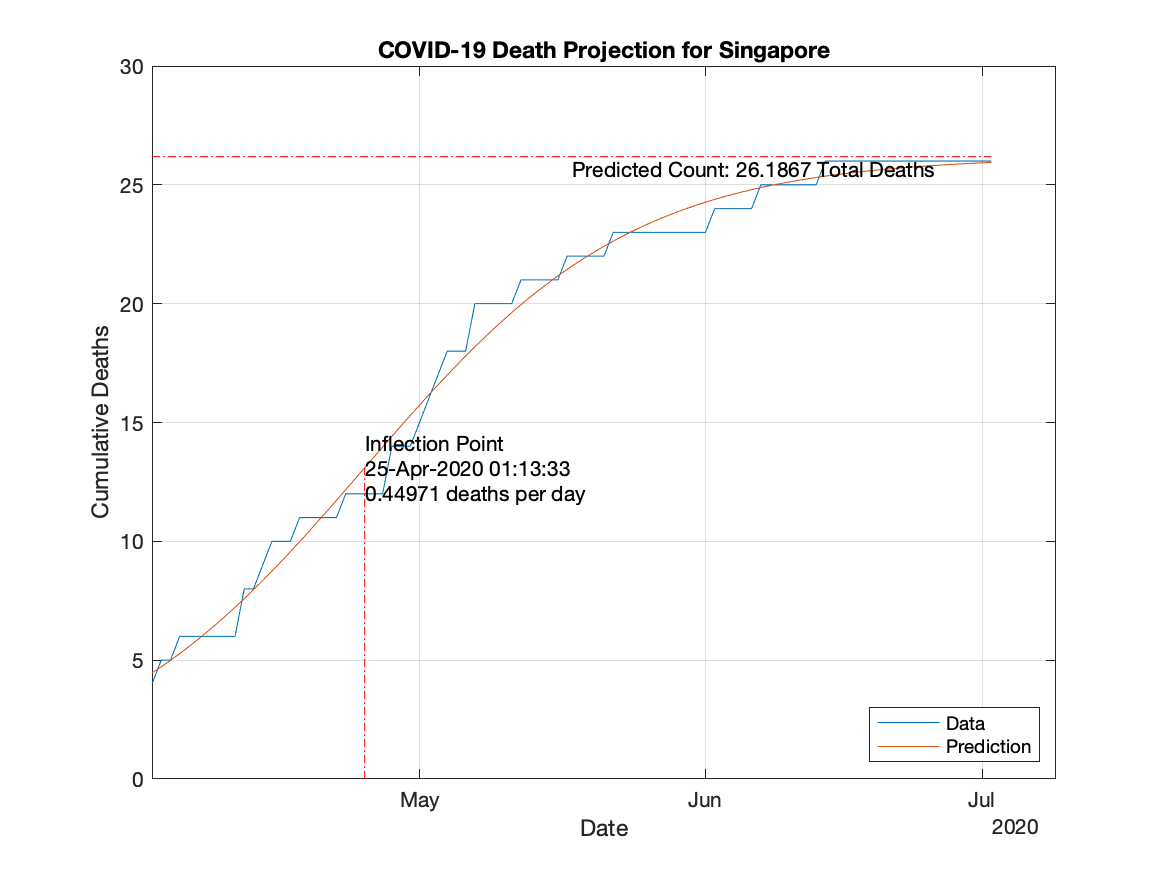 COVID-19 Death Projection for Singapore
30
25
20
15
10
5
0
Cumulative Deaths
Predicted Count: 26.1867 Total Deaths
Inflection Point
25-Apr-2020 01:13:33
0.44971 deaths per day
Data
Prediction
May
Jun
Jul
Date
2020